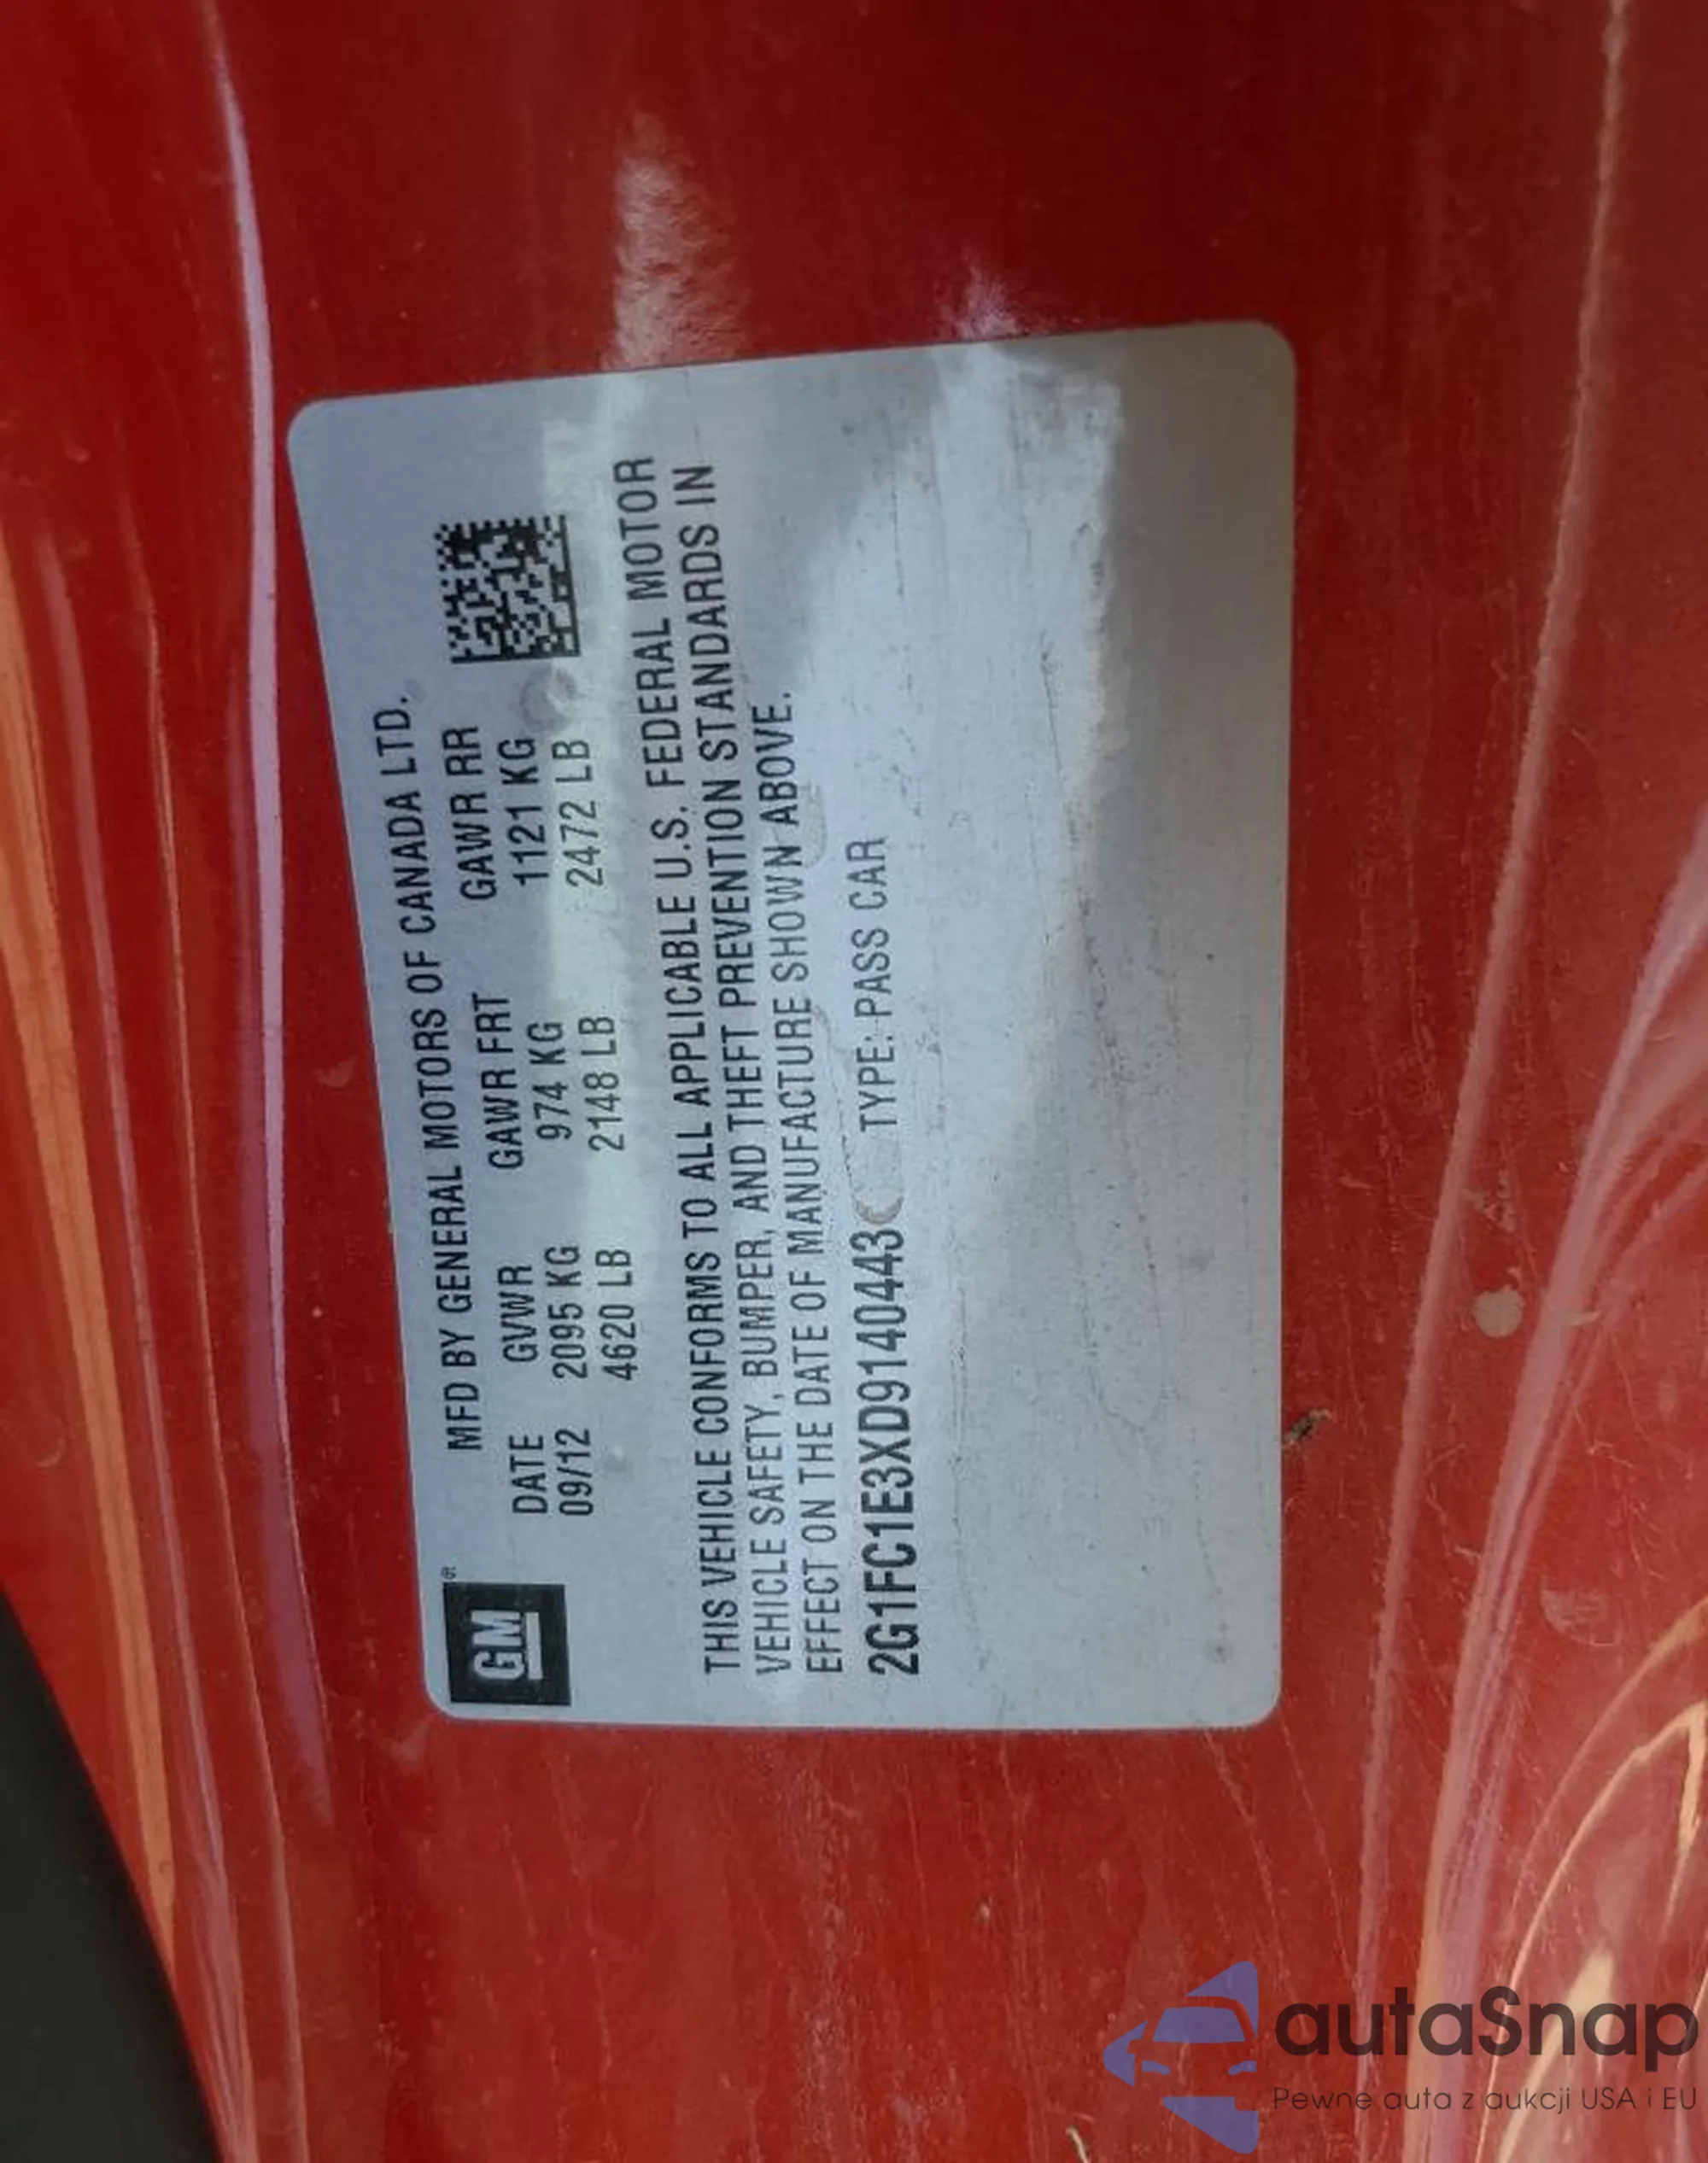 GM®
MFD BY GENERAL MOTORS OF CANADA LTD.
DATE GVWR GAWR FRT GAWR RR
09/12 2095 KG 974 KG 1121 KG
4620 LB 2148 LB 2472 LB
THIS VEHICLE CONFORMS TO ALL APPLICABLE U.S. FEDERAL MOTOR
VEHICLE SAFETY, BUMPER, AND THEFT PREVENTION STANDARDS IN
EFFECT ON THE DATE OF MANUFACTURE SHOWN ABOVE.
2G1FC1E3XD9140443 TYPE: PASS CAR
autaSnap
Pewne auta z aukcji USA i EU